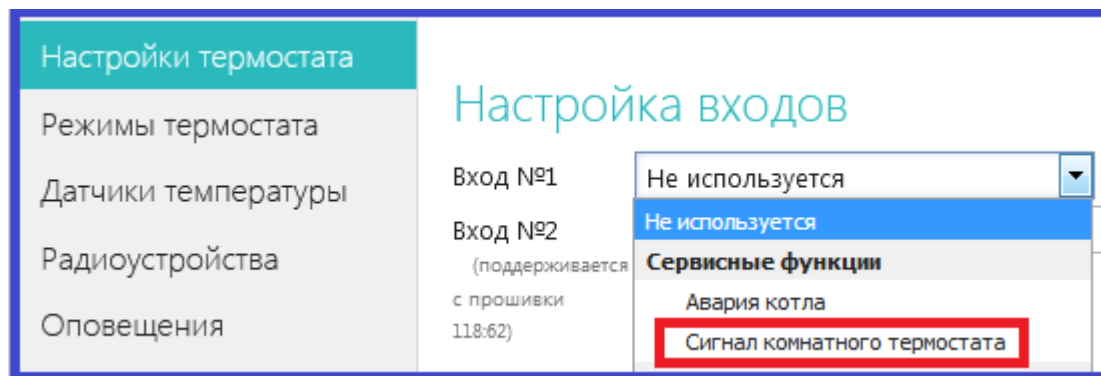 Настройки термостата
Режимы термостата
Датчики температуры
Радиоустройства
Оповещения
Настройка входов
Вход №1
Не используется
Не используется
Вход №2
(поддерживается
с прошивки
118:62)
Сервисные функции
Авария котла
Сигнал комнатного термостата